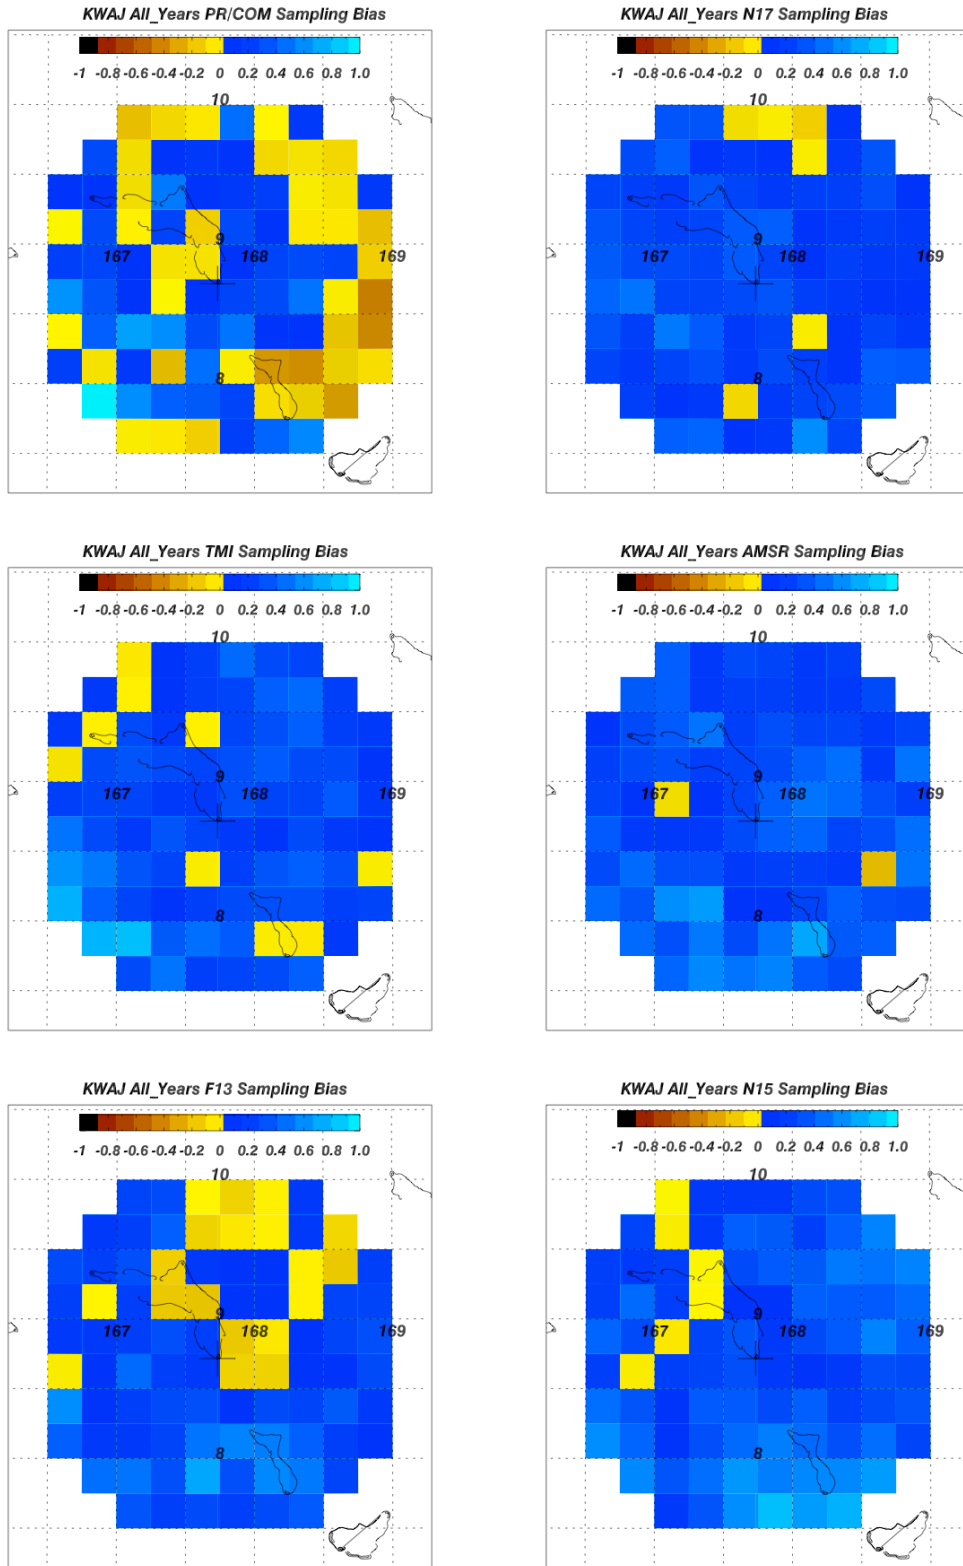 KWAJ All_Years PR/COM Sampling Bias
-1 -0.8 -0.6 -0.4 -0.2 0 0.2 0.4 0.6 0.8 1.0
10
9
167 168 169
8
KWAJ All_Years N17 Sampling Bias
-1 -0.8 -0.6 -0.4 -0.2 0 0.2 0.4 0.6 0.8 1.0
10
9
167 168 169
8
KWAJ All_Years TMI Sampling Bias
-1 -0.8 -0.6 -0.4 -0.2 0 0.2 0.4 0.6 0.8 1.0
10
9
167 168 169
8
KWAJ All_Years AMSR Sampling Bias
-1 -0.8 -0.6 -0.4 -0.2 0 0.2 0.4 0.6 0.8 1.0
10
9
167 168 169
8
KWAJ All_Years F13 Sampling Bias
-1 -0.8 -0.6 -0.4 -0.2 0 0.2 0.4 0.6 0.8 1.0
10
9
167 168 169
8
KWAJ All_Years N15 Sampling Bias
-1 -0.8 -0.6 -0.4 -0.2 0 0.2 0.4 0.6 0.8 1.0
10
9
167 168 169
8